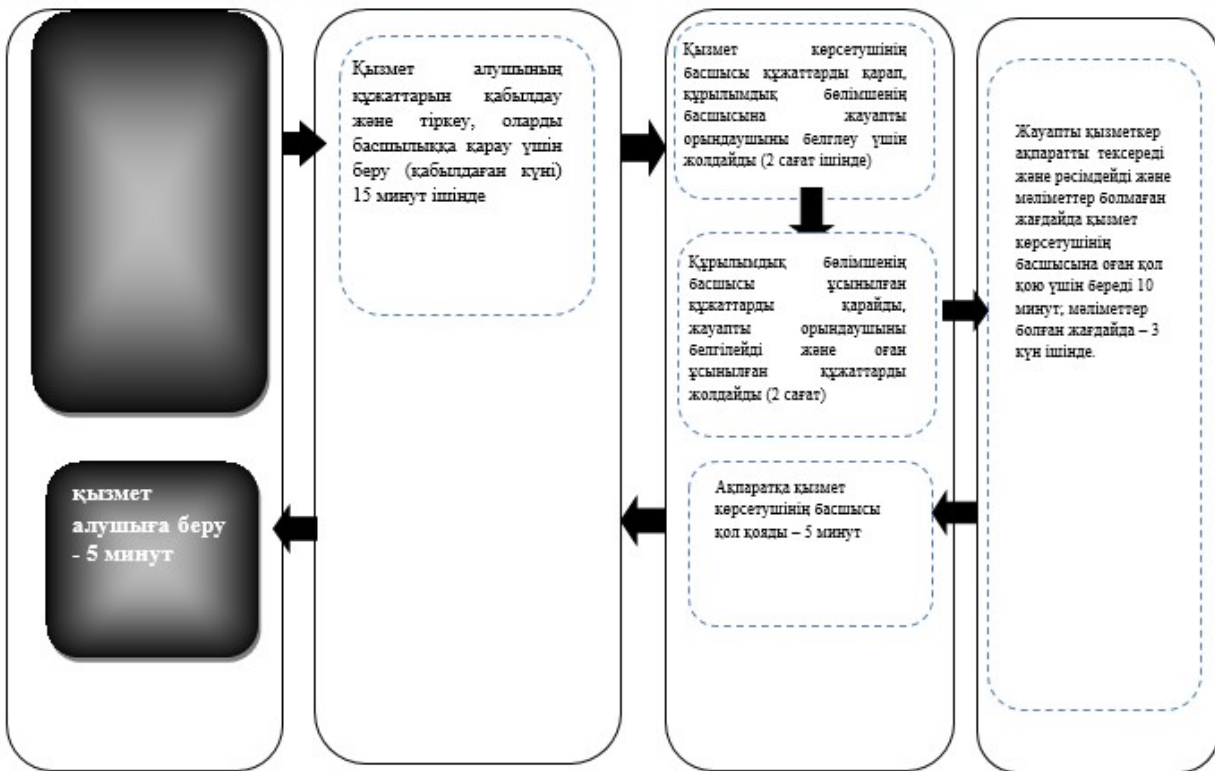 Қызмет алушының
құжаттарын қабылдау
және тіркеу, оларды
басшылыққа қарау үшін
беру (қабылдаған күні)
15 минут ішінде
Қызмет көрсетушінің
басшысы құжаттарды қарап,
құрылымдық бөлімшенің
басшысына жауапты
орындаушыны белглеу үшін
жолдайды (2 сағат ішінде)
Құрылымдық бөлімшенің
басшысы ұсынылған
құжаттарды қарайды,
жауапты орындаушыны
белгілейді және оған
ұсынылған құжаттарды
жолдайды (2 сағат)
Жауапты қызметкер
ақпаратты тексереді
және рәсімдейді және
мәліметтер болмаған
жағдайда қызмет
көрсетушінің
басшысына оған қол
қою үшін береді 10
минут; мәліметтер
болған жағдайда – 3
күн ішінде.
Ақпаратқа қызмет
көрсетушінің басшысы
қол қояды – 5 минут
қызмет
алушыға беру
- 5 минут